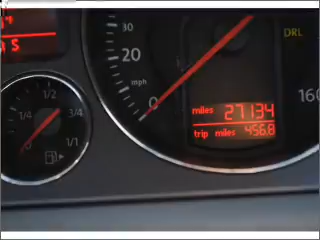 DRL
30
20
mph
0
160
miles 27134
trip miles 456.8
S
1/2
1/4
3/4
0
1/1